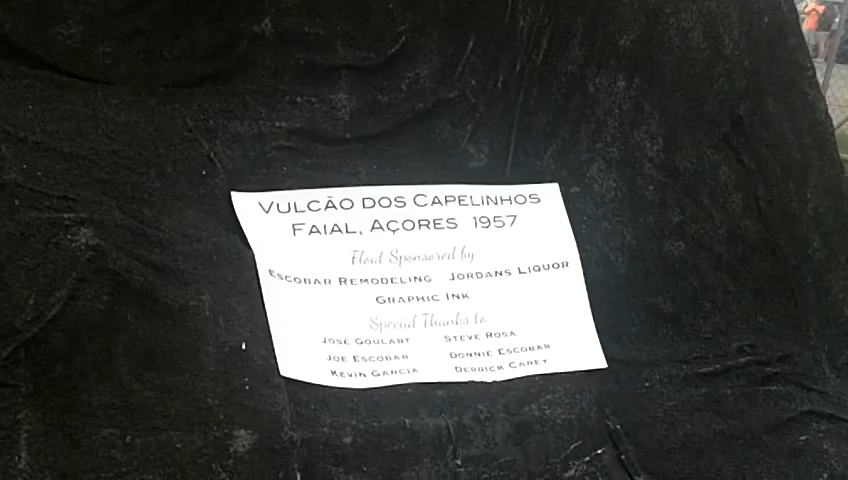 VULCÃO DOS CAPELINHOS
FAIAL, AÇORES 1957
Float Sponsored by
ESCOBAR REMODELING JORDANS LIQUOR
GRAPHIC INK
Special Thanks to
JOSÉ GOULART STEVE ROSA
JOE ESCOBAR DONNIE ESCOBAR
KEVIN GARCIA DERRICK CAREY